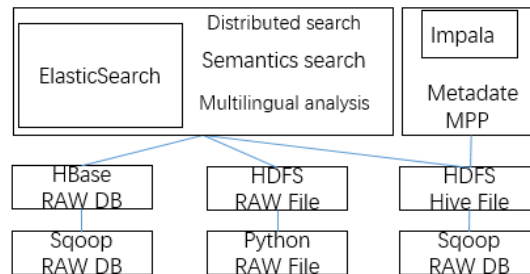 ElasticSearch
Distributed search
Semantics search
Multilingual analysis
Impala
Metadate
MPP
HBase
RAW DB
HDFS
RAW File
HDFS
Hive File
Sqoop
RAW DB
Python
RAW File
Sqoop
RAW DB